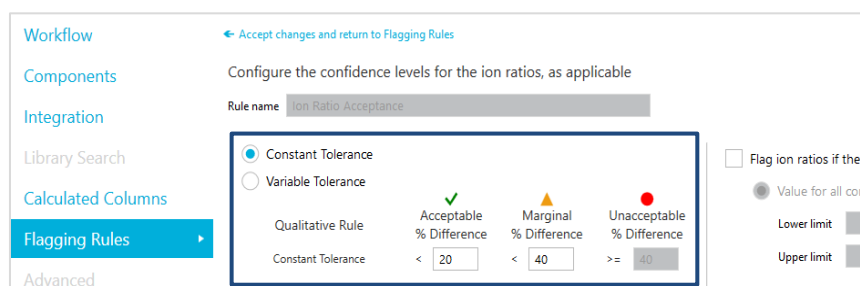 Workflow
Components
Integration
Library Search
Calculated Columns
Flagging Rules
Advanced
Accept changes and return to Flagging Rules
Configure the confidence levels for the ion ratios, as applicable
Rule name Ion Ratio Acceptance
Constant Tolerance
Variable Tolerance
Qualitative Rule
Acceptable
% Difference
Marginal
% Difference
Unacceptable
% Difference
Constant Tolerance < 20 < 40 >= 40
Flag ion ratios if the
Value for all co
Lower limit
Upper limit